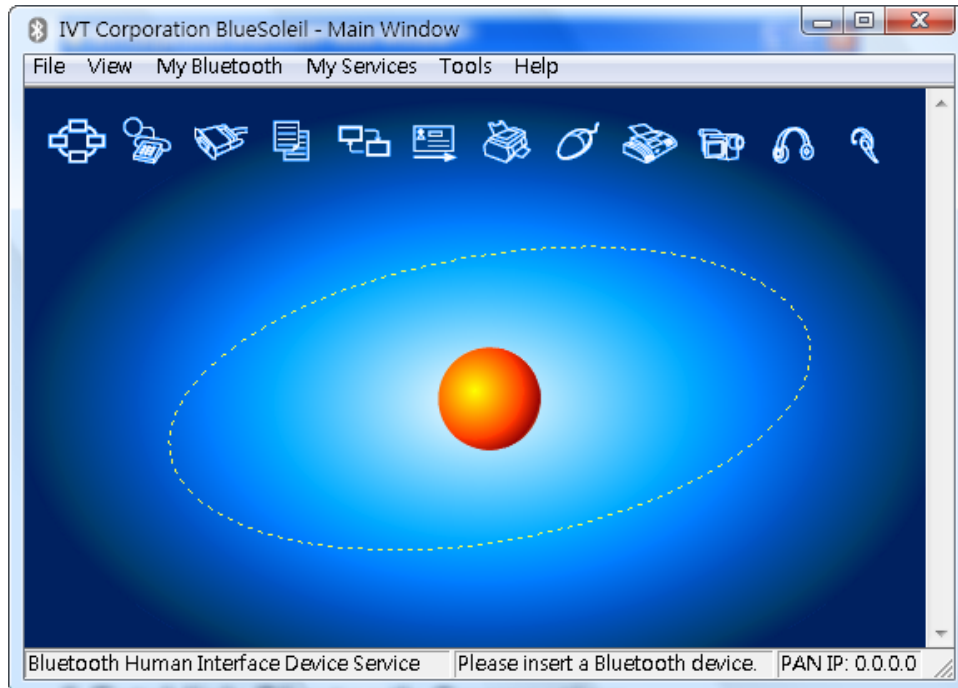 IVT Corporation BlueSoleil - Main Window
File View My Bluetooth My Services Tools Help
Bluetooth Human Interface Device Service Please insert a Bluetooth device. PAN IP: 0.0.0.0